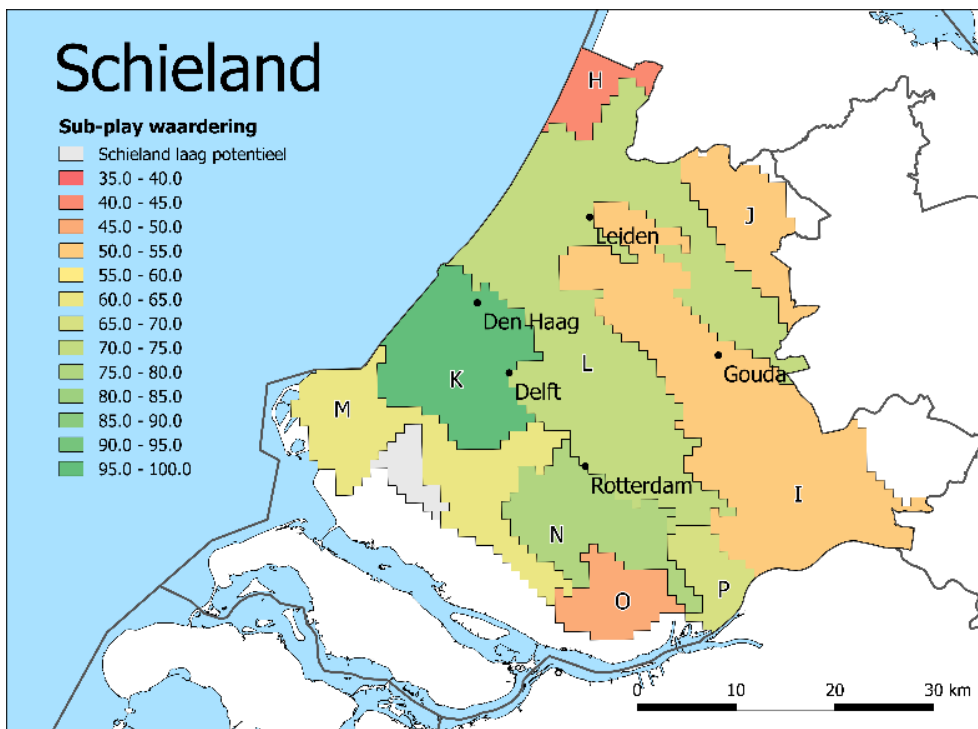 Schieland
Sub-play waardering
Schieland laag potentieel
35.0 - 40.0
40.0 - 45.0
45.0 - 50.0
50.0 - 55.0
55.0 - 60.0
60.0 - 65.0
65.0 - 70.0
70.0 - 75.0
75.0 - 80.0
80.0 - 85.0
85.0 - 90.0
90.0 - 95.0
95.0 - 100.0
H
J
Leiden
Den Haag
L
Gouda
K
Delft
M
Rotterdam
I
N
P
O
0 10 20 30 km